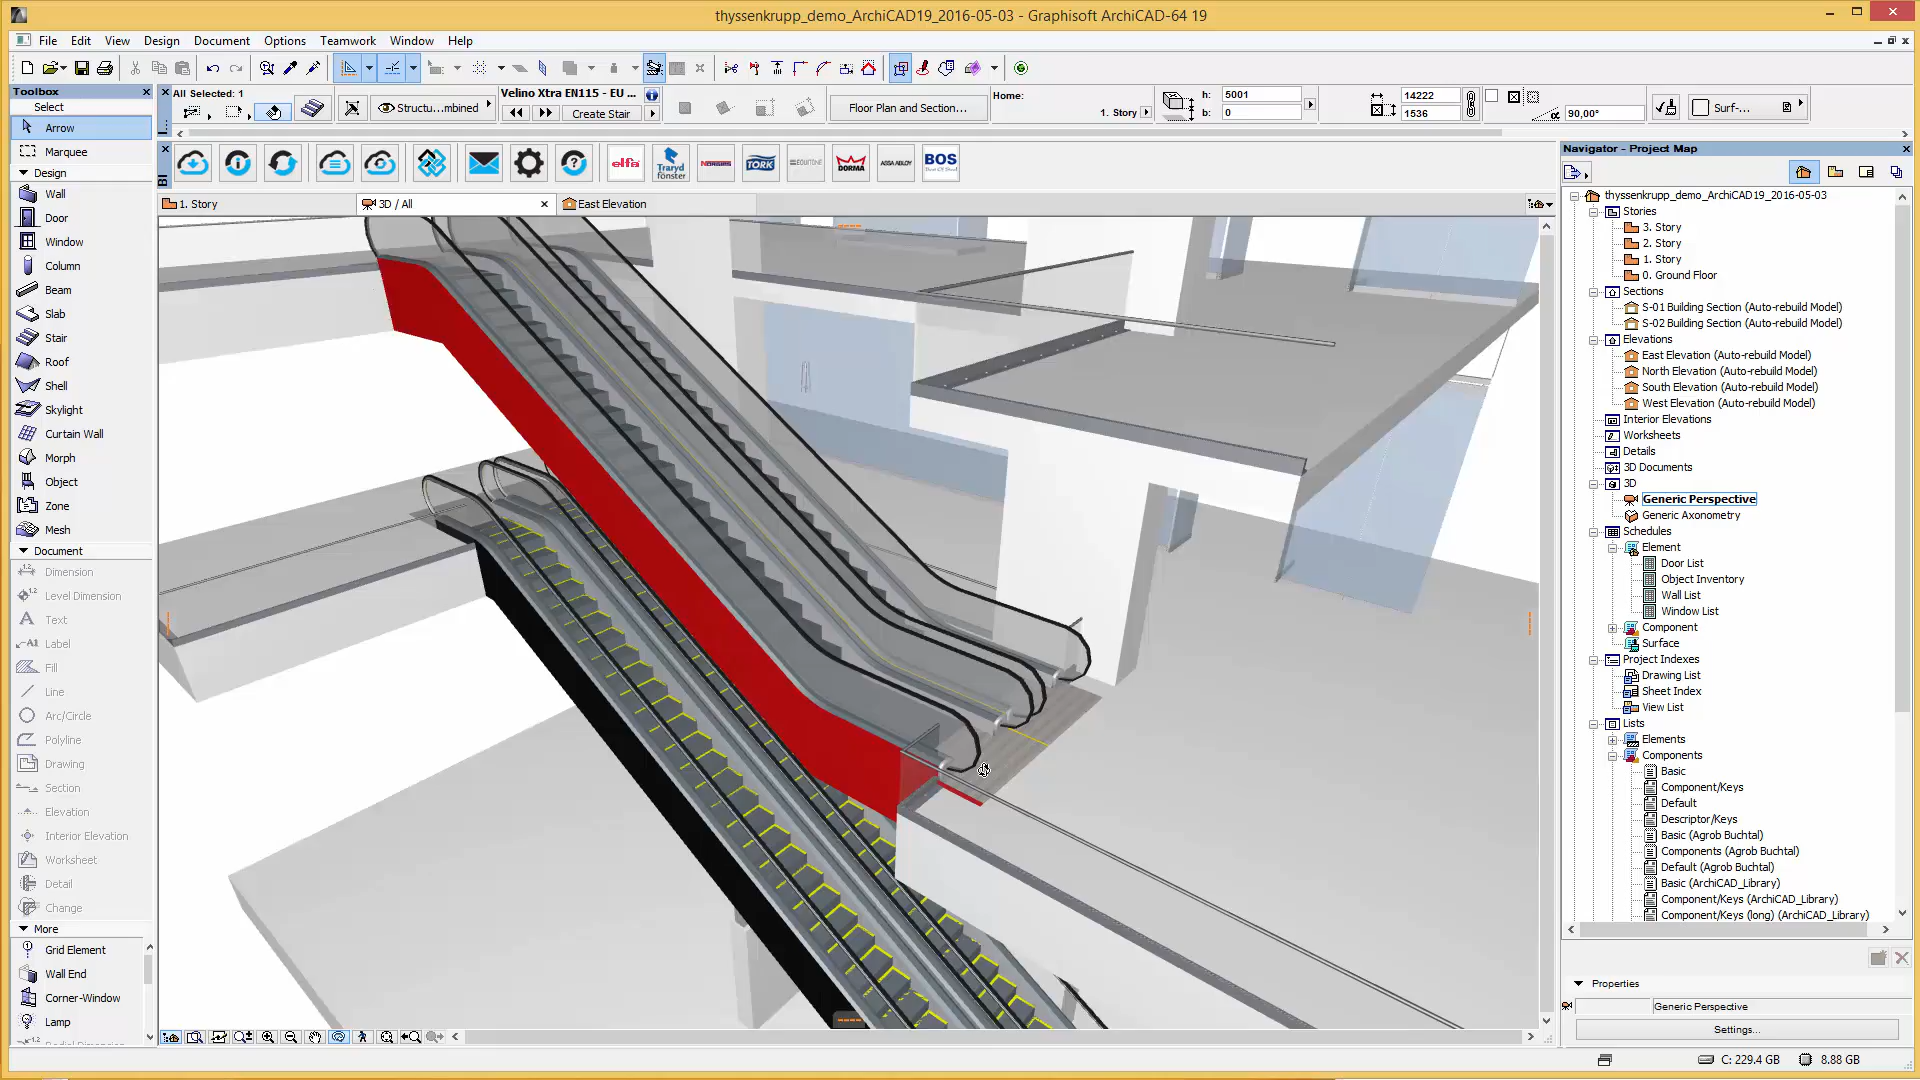 thyssenkrupp_demo_ArchiCAD19_2016-05-03 - Graphisoft ArchiCAD-64 19
File Edit View Design Document Options Teamwork Window Help
Toolbox
Select
Arrow
Marquee
Design
Wall
Door
Window
Column
Beam
Slab
Stair
Roof
Shell
Skylight
Curtain Wall
Morph
Object
Zone
Mesh
Document
Dimension
Level Dimension
Text
Label
Fill
Line
Arc/Circle
Polyline
Drawing
Section
Elevation
Interior Elevation
Worksheet
Detail
Change
More
Grid Element
Wall End
Corner-Window
Lamp
All Selected: 1
Structu...mbined
Velino Xtra EN115 - EU ...
Create Stair
Floor Plan and Section...
Home:
1. Story
h: 5001
b: 0
14222
1536
90,00°
Surf-...
elfa
Traryd fönster
NORGIPS
TORK
EQUITONE
DORMA
ASSA ABLOY
BOS
1. Story
3D / All
East Elevation
Navigator - Project Map
thyssenkrupp_demo_ArchiCAD19_2016-05-03
Stories
3. Story
2. Story
1. Story
0. Ground Floor
Sections
S-01 Building Section (Auto-rebuild Model)
S-02 Building Section (Auto-rebuild Model)
Elevations
East Elevation (Auto-rebuild Model)
North Elevation (Auto-rebuild Model)
South Elevation (Auto-rebuild Model)
West Elevation (Auto-rebuild Model)
Interior Elevations
Worksheets
Details
3D Documents
3D
Generic Perspective
Generic Axonometry
Schedules
Element
Door List
Object Inventory
Wall List
Window List
Component
Surface
Project Indexes
Drawing List
Sheet Index
View List
Lists
Elements
Components
Basic
Component/Keys
Default
Descriptor/Keys
Basic (Agrob Buchtal)
Components (Agrob Buchtal)
Default (Agrob Buchtal)
Basic (ArchiCAD_Library)
Component/Keys (ArchiCAD_Library)
Component/Keys (long) (ArchiCAD_Library)
Properties
Generic Perspective
Settings...
C: 229.4 GB
8.88 GB